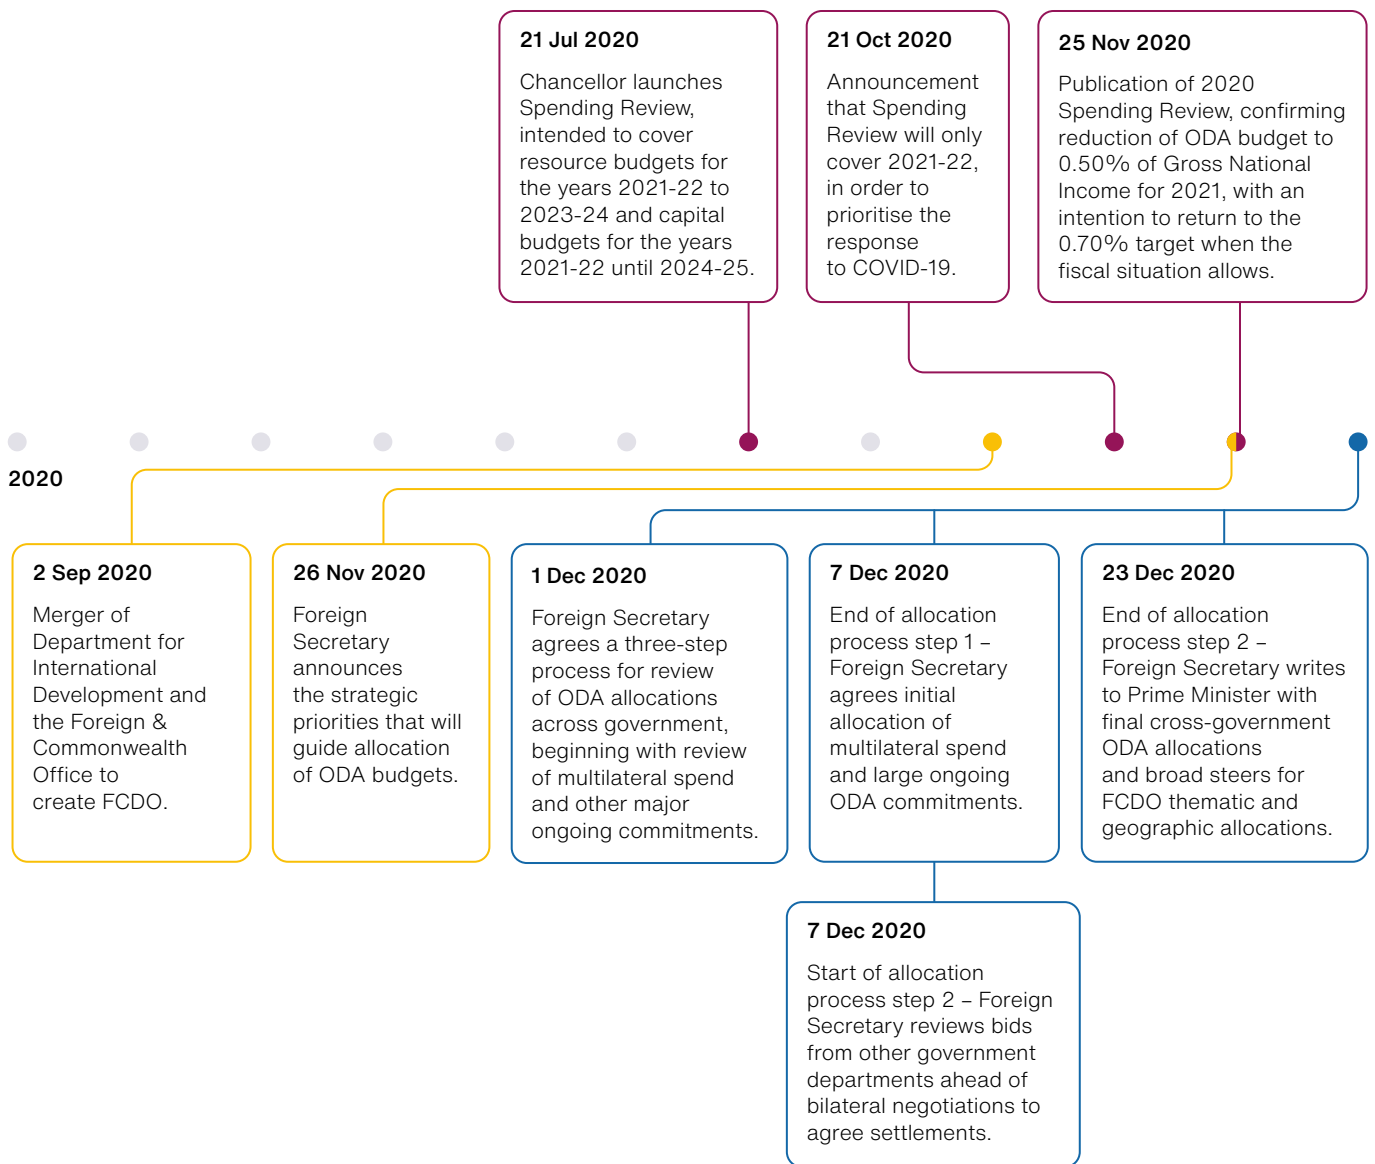 21 Jul 2020
Chancellor launches
Spending Review,
intended to cover
resource budgets for
the years 2021-22 to
2023-24 and capital
budgets for the years
2021-22 until 2024-25.
21 Oct 2020
Announcement
that Spending
Review will only
cover 2021-22,
in order to
prioritise the
response
to COVID-19.
25 Nov 2020
Publication of 2020
Spending Review, confirming
reduction of ODA budget to
0.50% of Gross National
Income for 2021, with an
intention to return to the
0.70% target when the
fiscal situation allows.
2020
2 Sep 2020
Merger of
Department for
International
Development and
the Foreign &
Commonwealth
Office to
create FCDO.
26 Nov 2020
Foreign
Secretary
announces
the strategic
priorities that will
guide allocation
of ODA budgets.
1 Dec 2020
Foreign Secretary
agrees a three-step
process for review
of ODA allocations
across government,
beginning with review
of multilateral spend
and other major
ongoing commitments.
7 Dec 2020
End of allocation
process step 1 –
Foreign Secretary
agrees initial
allocation of
multilateral spend
and large ongoing
ODA commitments.
23 Dec 2020
End of allocation
process step 2 –
Foreign Secretary writes
to Prime Minister with
final cross-government
ODA allocations
and broad steers for
FCDO thematic and
geographic allocations.
7 Dec 2020
Start of allocation
process step 2 – Foreign
Secretary reviews bids
from other government
departments ahead of
bilateral negotiations to
agree settlements.